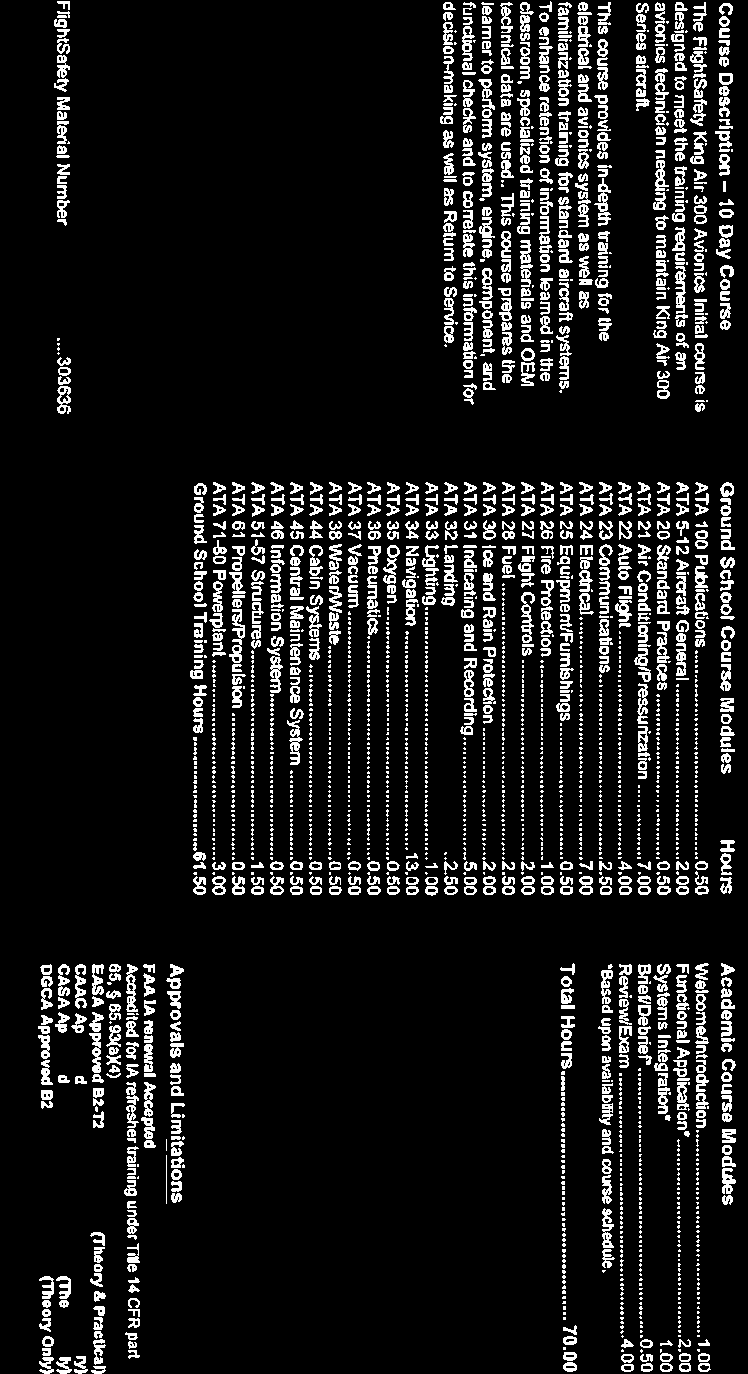 Course Description – 10 Day Course
The FlightSafety King Air 300 Avionics Initial course is
designed to meet the training requirements of an
avionics technician needing to maintain King Air 300
Series aircraft.
This course provides in-depth training for the
electrical and avionics system as well as
familiarization training for standard aircraft systems.
To enhance retention of information learned in the
classroom, specialized training materials and OEM
technical data are used.. This course prepares the
learner to perform system, engine, component, and
functional checks and to correlate this information for
decision-making as well as Return to Service.
FlightSafety Material Number ....303636
Ground School Course Modules Hours
ATA 100 Publications....0.50
ATA 5-12 Aircraft General....2.00
ATA 20 Standard Practices....0.50
ATA 21 Air Conditioning/Pressurization....7.00
ATA 22 Auto Flight....4.00
ATA 23 Communications....2.50
ATA 24 Electrical....7.00
ATA 25 Equipment/Furnishings....0.50
ATA 26 Fire Protection....1.00
ATA 27 Flight Controls....2.00
ATA 28 Fuel....2.50
ATA 30 Ice and Rain Protection....2.00
ATA 31 Indicating and Recording....5.00
ATA 32 Landing ..2.50
ATA 33 Lighting....1.00
ATA 34 Navigation....13.00
ATA 35 Oxygen....0.50
ATA 36 Pneumatics....0.50
ATA 37 Vacuum....0.50
ATA 38 Water/Waste....0.50
ATA 44 Cabin Systems....0.50
ATA 45 Central Maintenance System....0.50
ATA 46 Information System....0.50
ATA 51-57 Structures....1.50
ATA 61 Propellers/Propulsion....0.50
ATA 71-80 Powerplant....3.00
Ground School Training Hours....61.50
Academic Course Modules
Welcome/Introduction....1.00
Functional Application*....2.00
Systems Integration* 1.00
Brief/Debrief*....0.50
Review/Exam....4.00
*Based upon availability and course schedule.
Total Hours.... 70.00
Approvals and Limitations
FAA IA renewal Accepted
Accredited for IA refresher training under Title 14 CFR part
65, § 65.93(a)(4)
EASA Approved B2-T2 (Theory & Practical)
CAAC Ap
CASA Ap
DGCA Approved B2 (Theory Only)